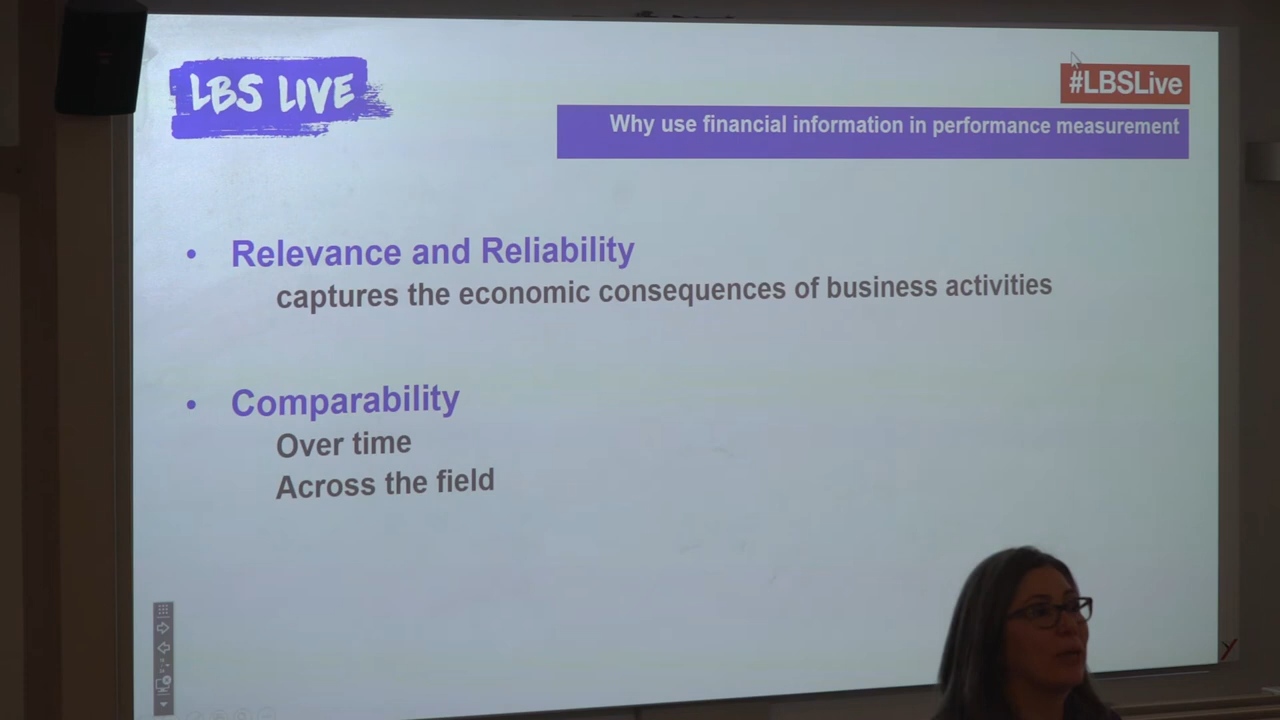 LBS LIVE
#LBSLive
Why use financial information in performance measurement
• Relevance and Reliability
captures the economic consequences of business activities
• Comparability
Over time
Across the field